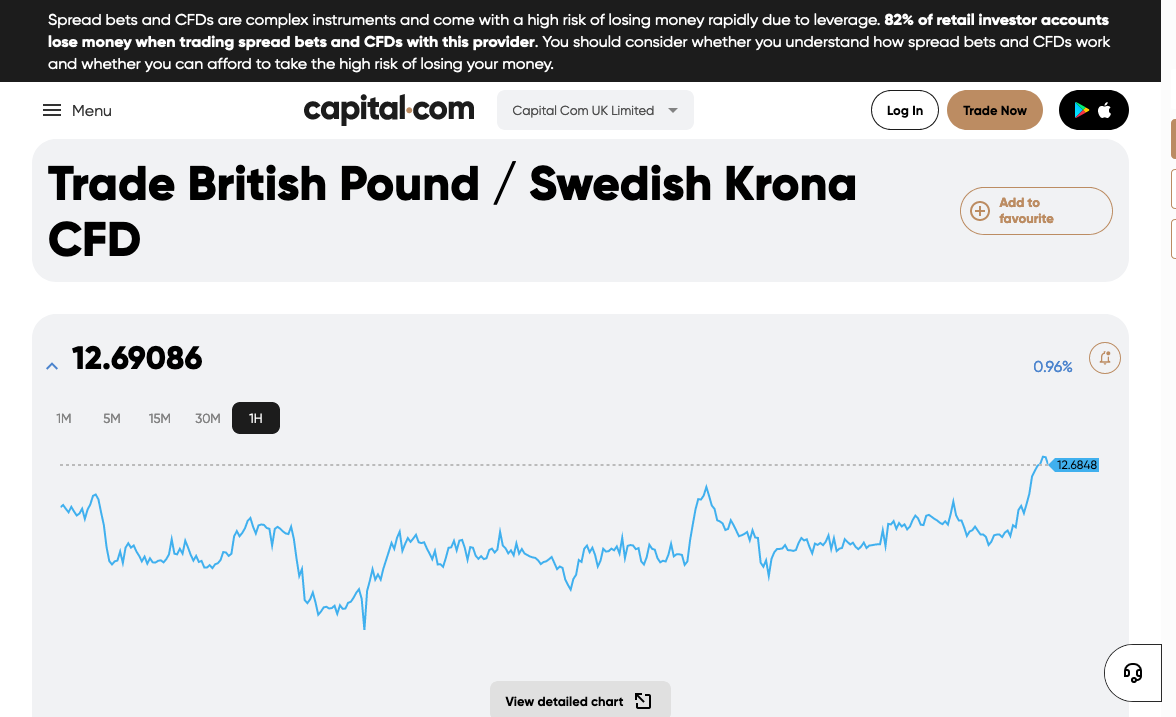 Spread bets and CFDs are complex instruments and come with a high risk of losing money rapidly due to leverage. 82% of retail investor accounts
lose money when trading spread bets and CFDs with this provider. You should consider whether you understand how spread bets and CFDs work
and whether you can afford to take the high risk of losing your money.
Menu
capital.com
Capital Com UK Limited
Log In
Trade Now
Trade British Pound / Swedish Krona
CFD
Add to
favourite
12.69086
0.96%
1M 5M 15M 30M 1H
12.6848
View detailed chart